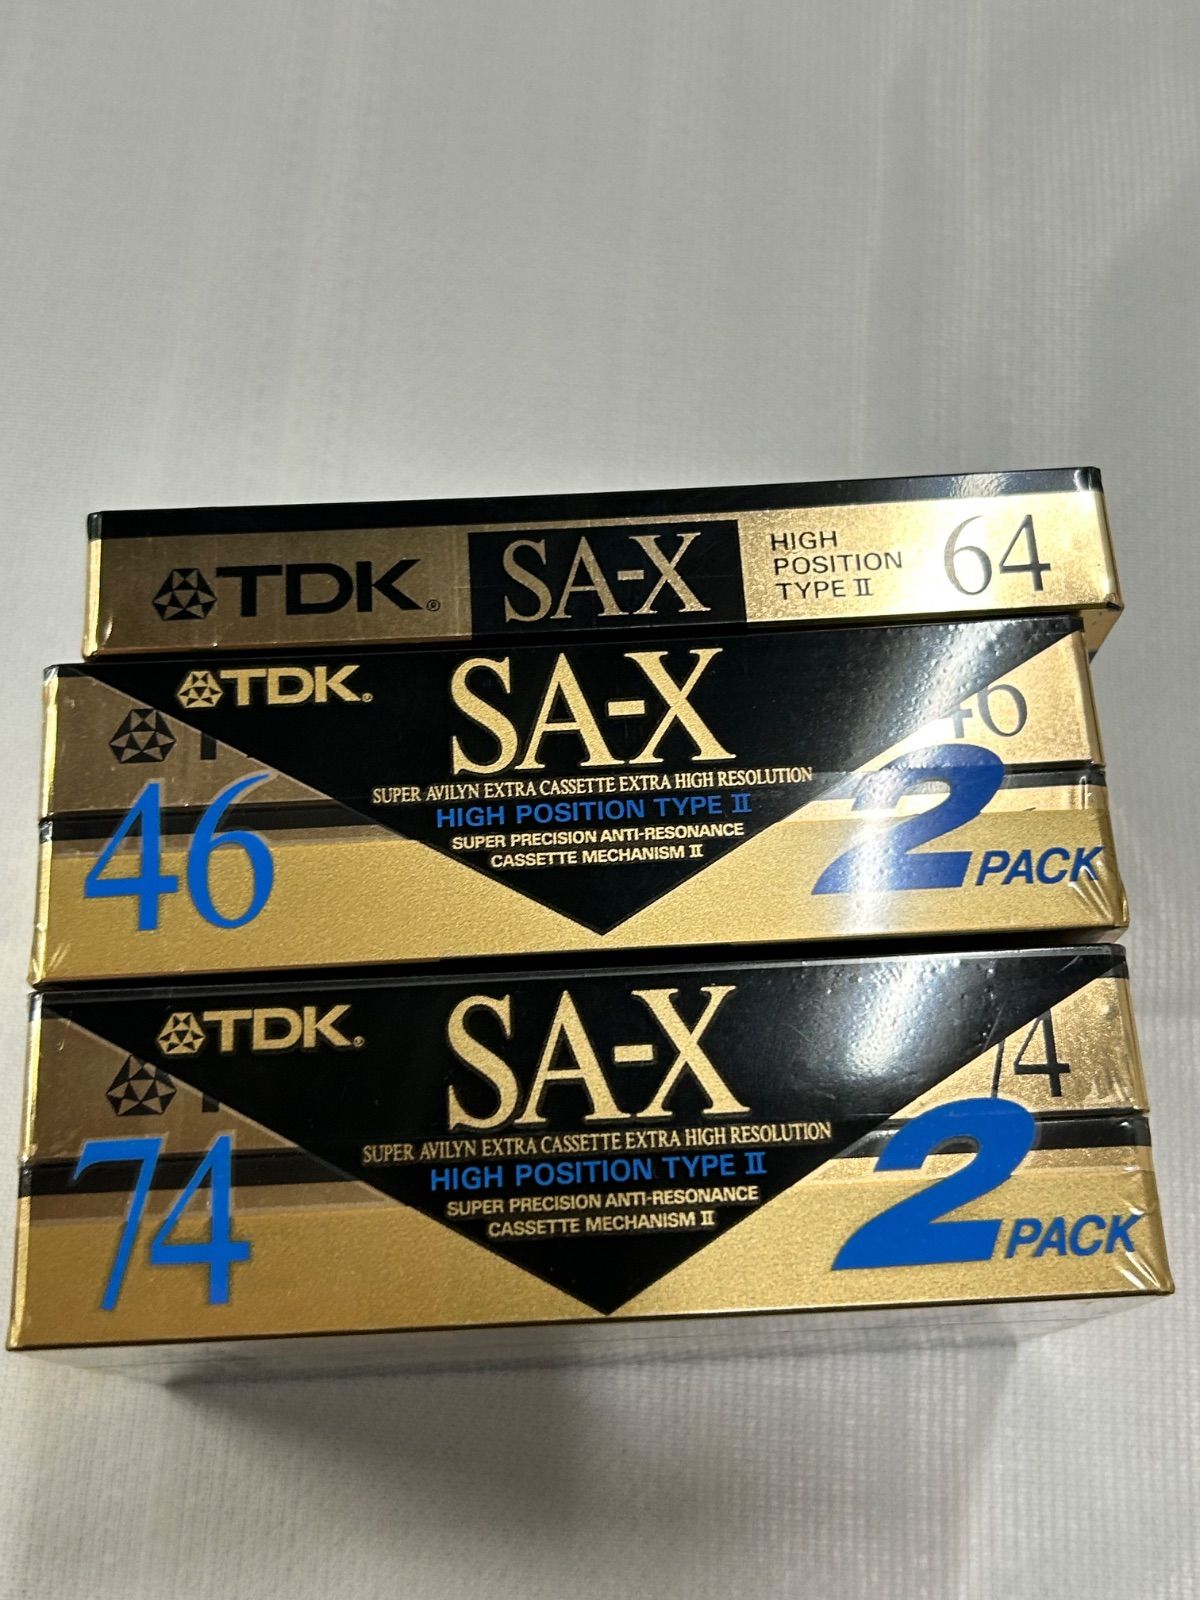 TDK® SA-X HIGH POSITION TYPE II 64
TDK® SA-X 46
SUPER AVILYN EXTRA CASSETTE EXTRA HIGH RESOLUTION
HIGH POSITION TYPE II
SUPER PRECISION ANTI-RESONANCE
CASSETTE MECHANISM II
46 2 PACK
TDK® SA-X 74
SUPER AVILYN EXTRA CASSETTE EXTRA HIGH RESOLUTION
HIGH POSITION TYPE II
SUPER PRECISION ANTI-RESONANCE
CASSETTE MECHANISM II
74 2 PACK